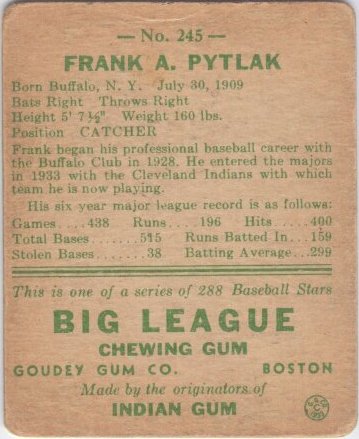 — No. 245 —
FRANK A. PYTLAK
Born Buffalo, N. Y. July 30, 1909
Bats Right Throws Right
Height 5' 7½" Weight 160 lbs.
Position CATCHER
Frank began his professional baseball career with
the Buffalo Club in 1928. He entered the majors
in 1933 with the Cleveland Indians with which
team he is now playing.
His six year major league record is as follows:
Games....438 Runs....196 Hits....400
Total Bases....515 Runs Batted In...159
Stolen Bases....38 Batting Average...299
This is one of a series of 288 Baseball Stars
BIG LEAGUE
CHEWING GUM
GOUDEY GUM CO. BOSTON
Made by the originators of
INDIAN GUM